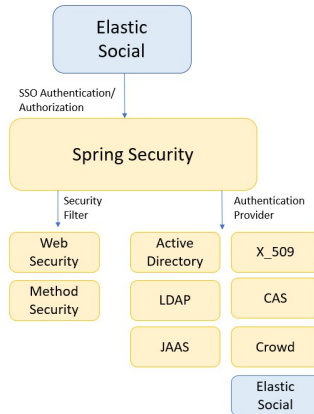 Elastic
Social
SSO Authentication/
Authorization
Spring Security
Security
Filter
Authentication
Provider
Web
Security
Method
Security
Active
Directory
X_509
LDAP
CAS
JAAS
Crowd
Elastic
Social